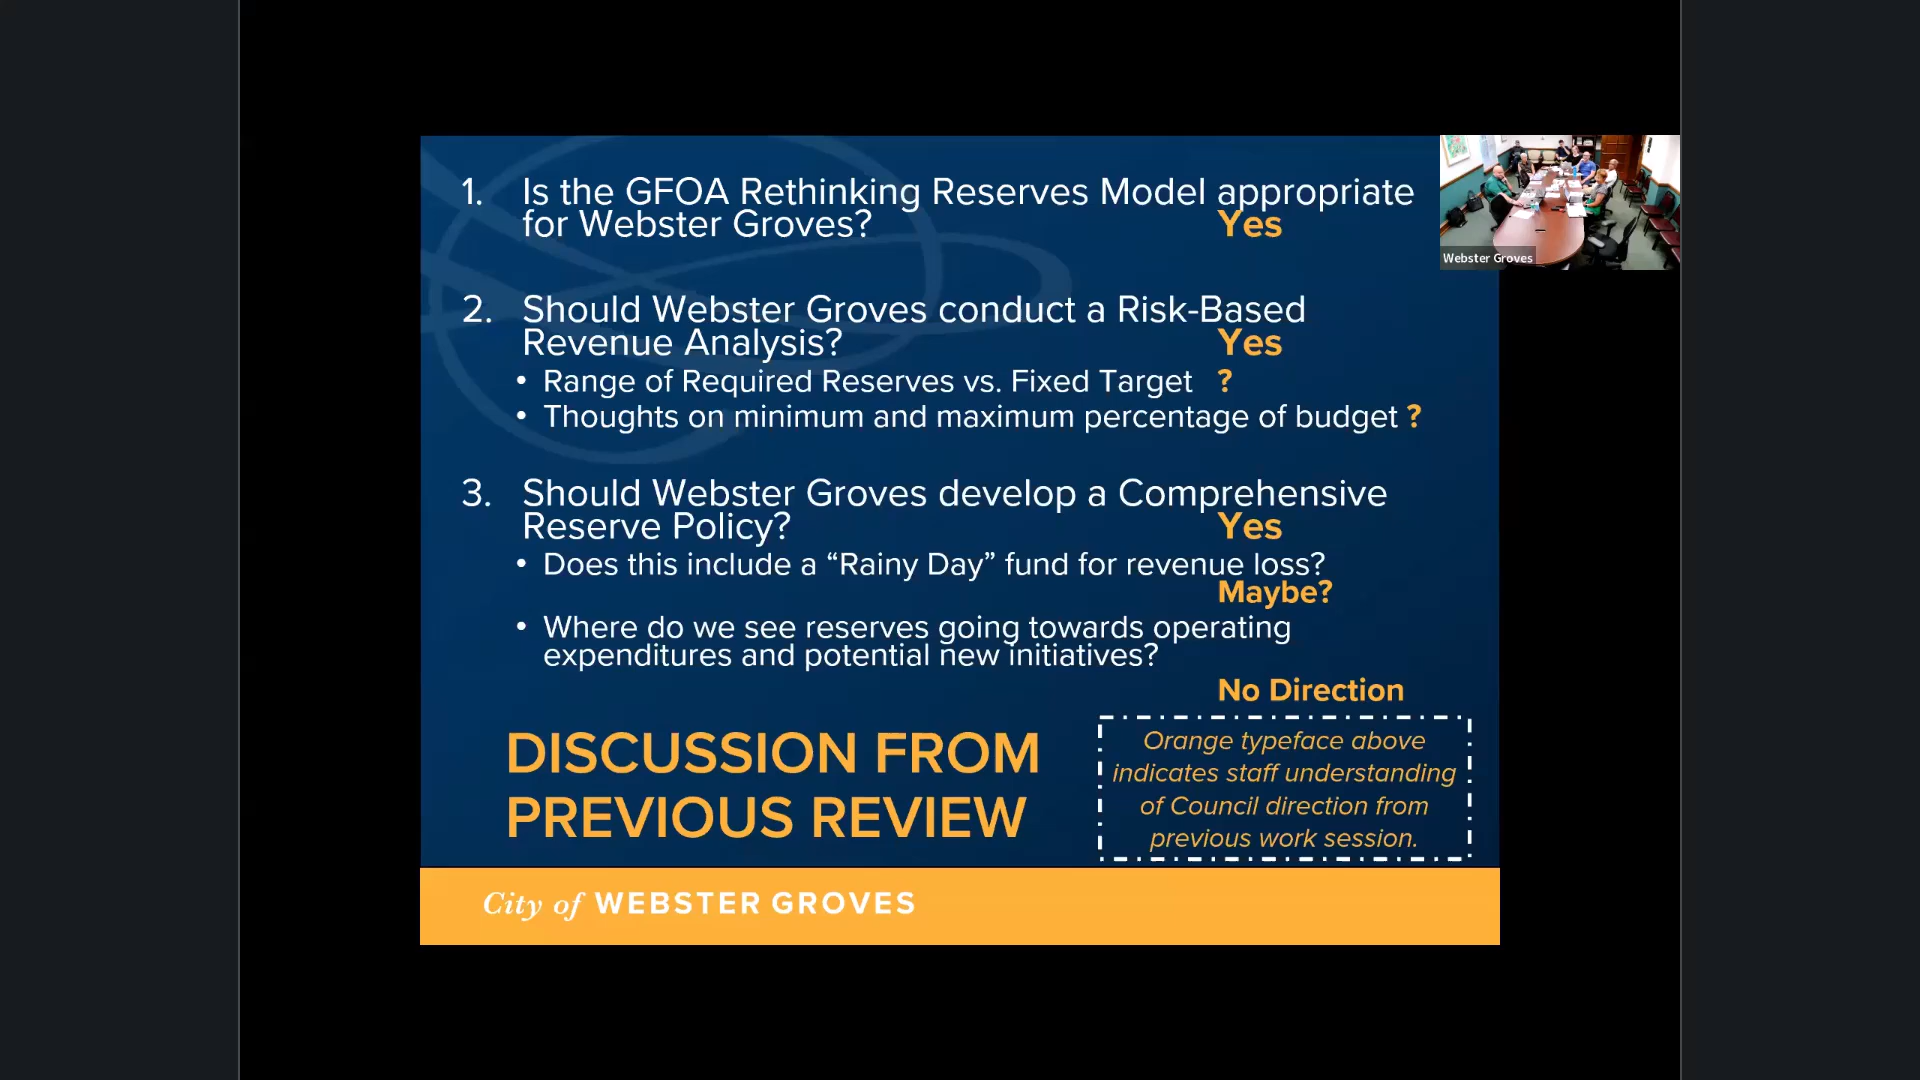 1. Is the GFOA Rethinking Reserves Model appropriate
for Webster Groves? Yes
2. Should Webster Groves conduct a Risk-Based
Revenue Analysis? Yes
• Range of Required Reserves vs. Fixed Target ?
• Thoughts on minimum and maximum percentage of budget ?
3. Should Webster Groves develop a Comprehensive
Reserve Policy? Yes
• Does this include a “Rainy Day” fund for revenue loss?
Maybe?
• Where do we see reserves going towards operating
expenditures and potential new initiatives?
No Direction
DISCUSSION FROM
PREVIOUS REVIEW
Orange typeface above
indicates staff understanding
of Council direction from
previous work session.
City of WEBSTER GROVES
Webster Groves